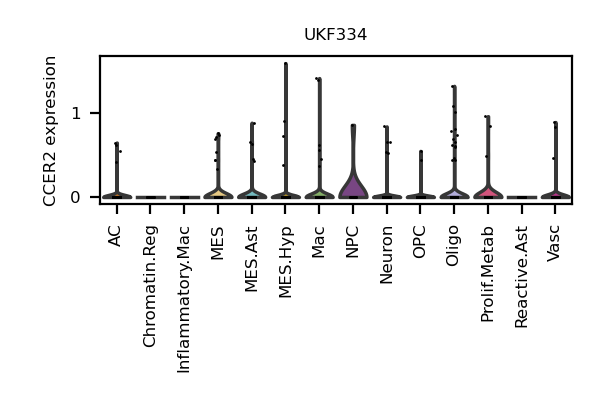 UKF334
CCER2 expression
1
0
AC
Chromatin.Reg
Inflammatory.Mac
MES
MES.Ast
MES.Hyp
Mac
NPC
Neuron
OPC
Oligo
Prolif.Metab
Reactive.Ast
Vasc